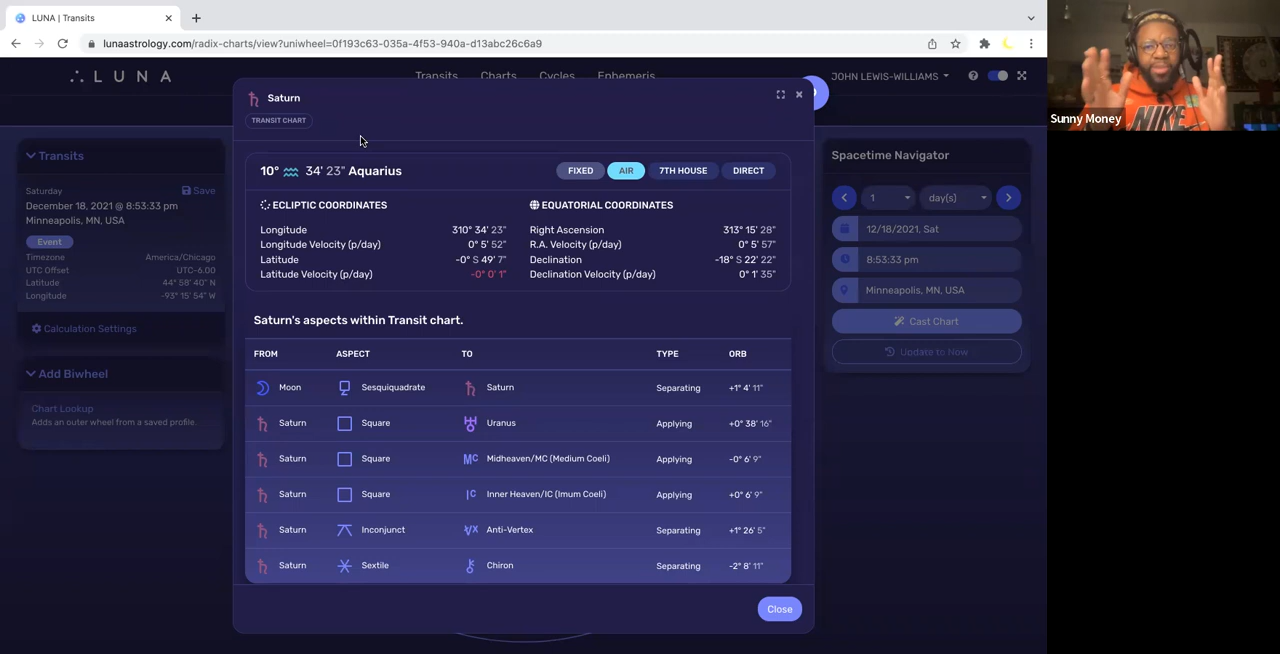 LUNA | Transits
lunaastrology.com/radix-charts/view?uniwheel=0f193c63-035a-4f53-940a-d13abc26c6a9
LUNA
Transits Charts Cycles Ephemeris
JOHN LEWIS-WILLIAMS
Transits
Saturday
Save
December 18, 2021 @ 8:53:33 pm
Minneapolis, MN, USA
Event
Timezone America/Chicago
UTC Offset UTC-6.00
Latitude 44° 58' 40" N
Longitude -93° 15' 54" W
Calculation Settings
Add Biwheel
Chart Lookup
Adds an outer wheel from a saved profile.
Saturn
TRANSIT CHART
10° 34' 23" Aquarius
FIXED AIR 7TH HOUSE DIRECT
ECLIPTIC COORDINATES
Longitude 310° 34' 23"
Longitude Velocity (p/day) 0° 5' 52"
Latitude -0° S 49' 7"
Latitude Velocity (p/day) -0° 0' 1"
EQUATORIAL COORDINATES
Right Ascension 313° 15' 28"
R.A. Velocity (p/day) 0° 5' 57"
Declination -18° S 22' 22"
Declination Velocity (p/day) 0° 1' 35"
Saturn's aspects within Transit chart.
FROM ASPECT TO TYPE ORB
Moon Sesquiquadrate Saturn Separating +1° 4' 11"
Saturn Square Uranus Applying +0° 38' 16"
Saturn Square Midheaven/MC (Medium Coeli) Applying -0° 6' 9"
Saturn Square Inner Heaven/IC (Imum Coeli) Applying +0° 6' 9"
Saturn Inconjunct Anti-Vertex Separating +1° 26' 5"
Saturn Sextile Chiron Separating -2° 8' 11"
Close
Spacetime Navigator
1 day(s)
12/18/2021, Sat
8:53:33 pm
Minneapolis, MN, USA
Cast Chart
Update to Now
NIKE
Sunny Money